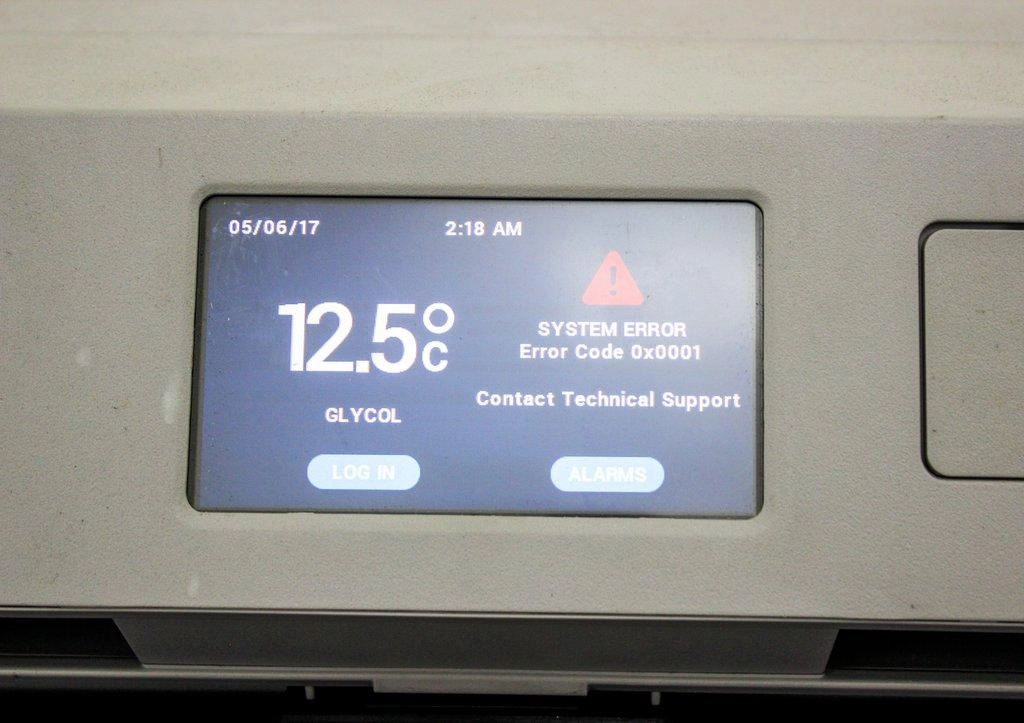 05/06/17 2:18 AM
12.5°C
SYSTEM ERROR
Error Code 0x0001
Contact Technical Support
GLYCOL
LOG IN
ALARMS